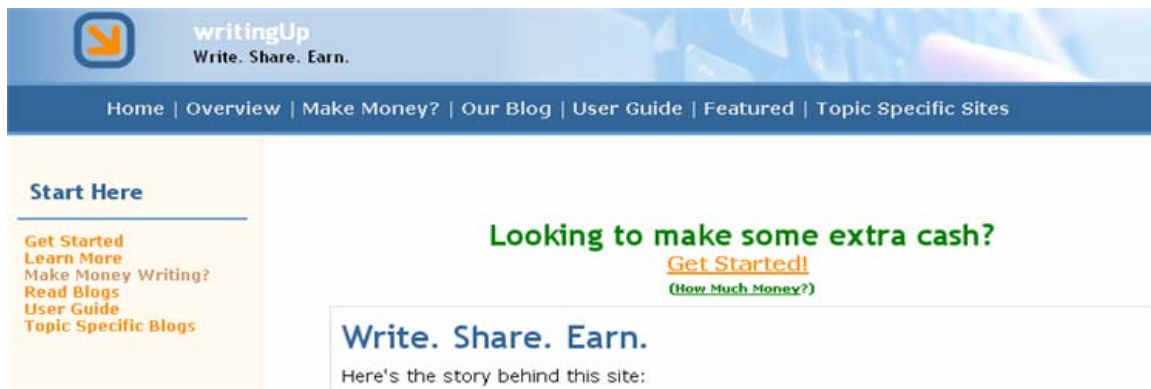 writingUp
Write. Share. Earn.
Home | Overview | Make Money? | Our Blog | User Guide | Featured | Topic Specific Sites
Start Here
Get Started
Learn More
Make Money Writing?
Read Blogs
User Guide
Topic Specific Blogs
Looking to make some extra cash?
Get Started!
(How Much Money?)
Write. Share. Earn.
Here's the story behind this site: